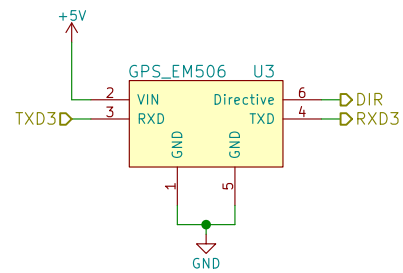 +5V
GPS_EM506 U3
2 VIN Directive 6 DIR
TXD3 3 RXD TXD 4 RXD3
GND GND
1 5
GND